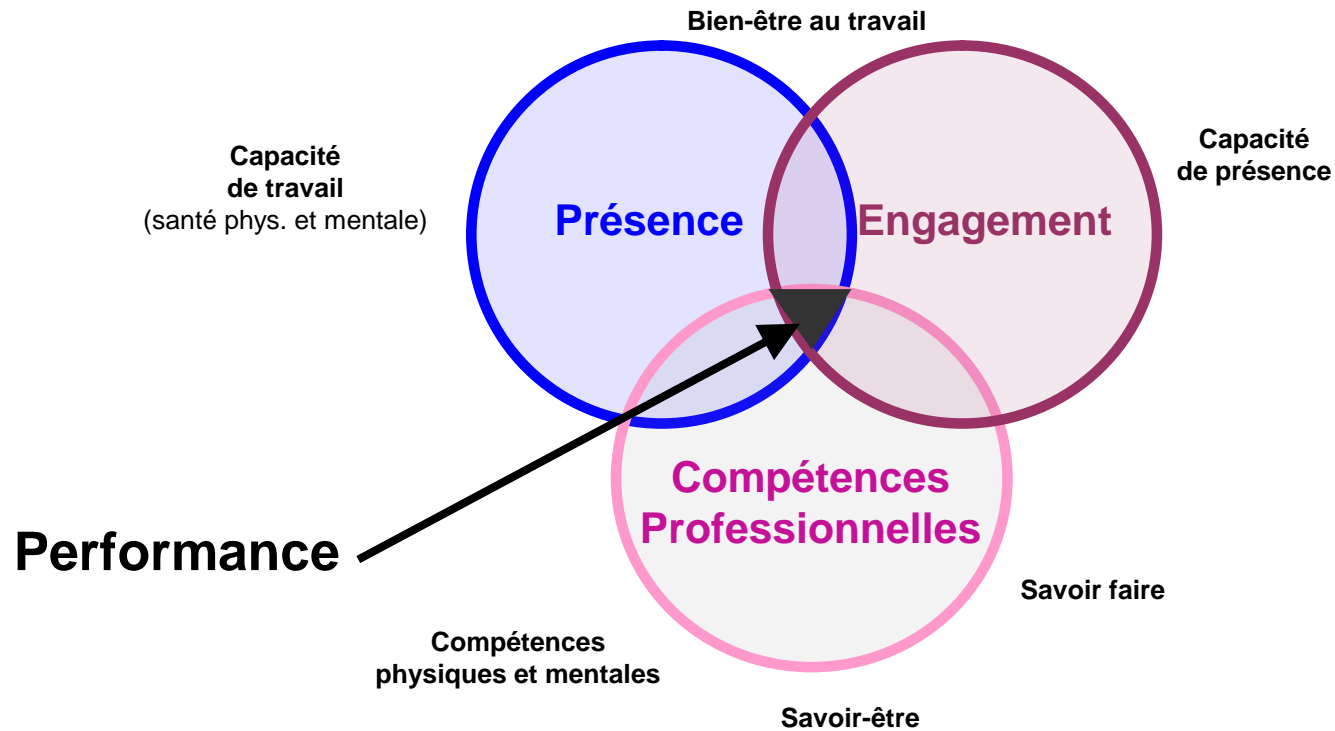 Bien-être au travail
Capacité
de travail
(santé phys. et mentale)
Capacité
de présence
Présence
Engagement
Compétences
Professionnelles
Performance
Savoir faire
Compétences
physiques et mentales
Savoir-être